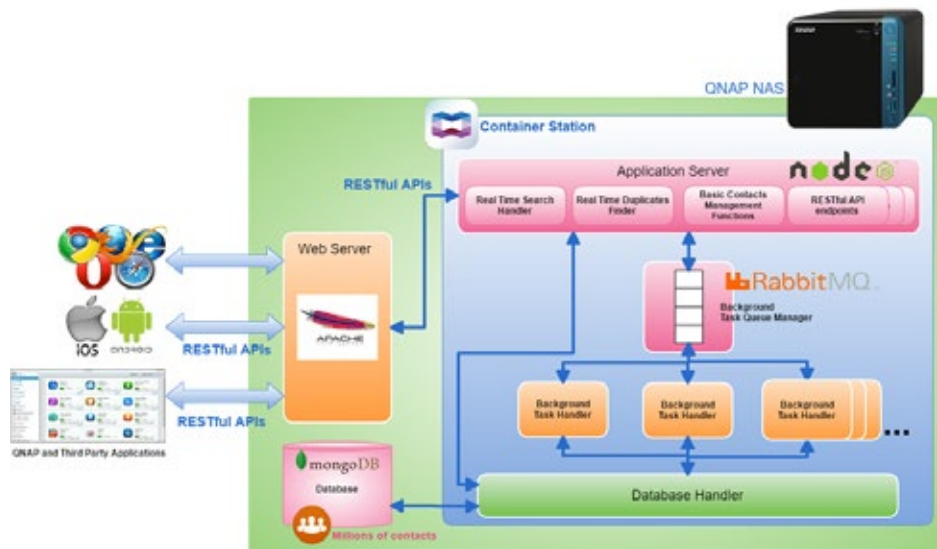 QNAP NAS
Container Station
Application Server
node
JS
RESTful APIs
Real Time Search
Handler
Real Time Duplicates
Finder
Basic Contacts
Management
Functions
RESTful API
endpoints
Web Server
APACHE
iOS
ANDROID
RESTful APIs
RESTful APIs
QNAP and Third Party Applications
RabbitMQ
Background
Task Queue Manager
Background
Task Handler
Background
Task Handler
Background
Task Handler
...
mongoDB
Database
Millions of contacts
Database Handler